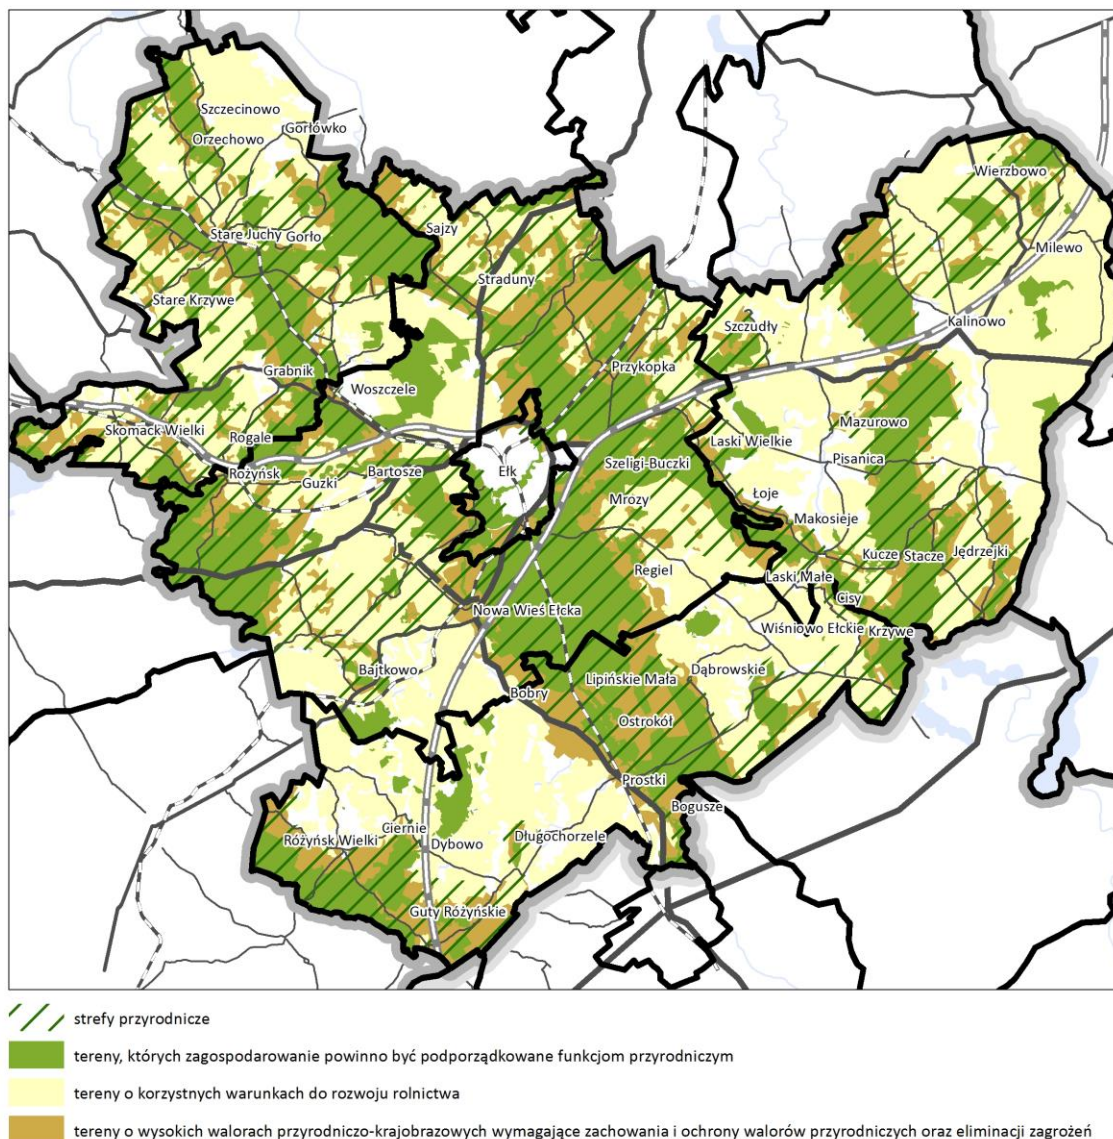 Szczecinowo
Gorłówko
Orzechowo
Wierzbowo
Sajzy
Stare Juchy Gorło
Milewo
Straduny
Stare Krzywe
Szczudły
Kalinowo
Grabnik
Przykopka
Woszczele
Mazurowo
Skomack Wielki
Rogale
Laski Wielkie
Pisanica
Rożyńsk
Guzki
Bartosze
Ełk
Szeligi-Buczki
Mrozy
Łoje
Makosieje
Kucze
Stacze
Jędrzejki
Regiel
Laski Małe
Cisy
Nowa Wieś Ełcka
Wiśniowo Ełckie
Krzywe
Bajtkowo
Lipińskie Mała
Dąbrowskie
Bobry
Ostrokół
Prostki
Bogusze
Różyńsk Wielki
Ciernie
Dybowo
Długochorzele
Guty Różyńskie
strefy przyrodnicze
tereny, których zagospodarowanie powinno być podporządkowane funkcjom przyrodniczym
tereny o korzystnych warunkach do rozwoju rolnictwa
tereny o wysokich walorach przyrodniczo-krajobrazowych wymagające zachowania i ochrony walorów przyrodniczych oraz eliminacji zagrożeń